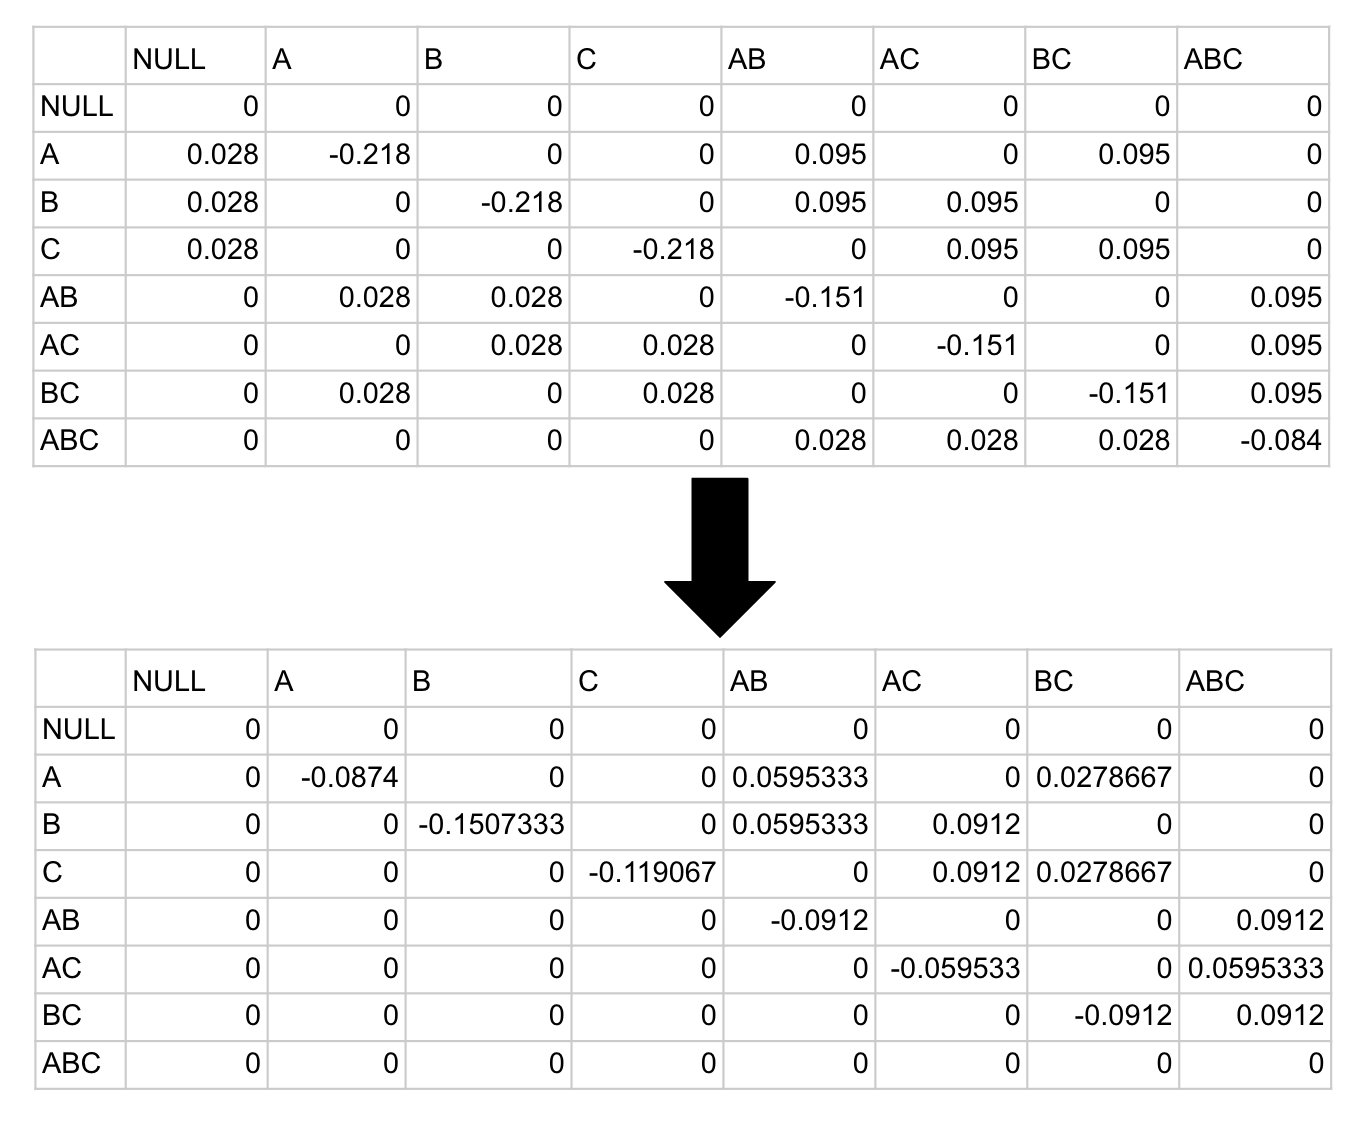 NULL A B C AB AC BC ABC
NULL 0 0 0 0 0 0 0 0
A 0.028 -0.218 0 0 0.095 0 0.095 0
B 0.028 0 -0.218 0 0.095 0.095 0 0
C 0.028 0 0 -0.218 0 0.095 0.095 0
AB 0 0.028 0.028 0 -0.151 0 0 0.095
AC 0 0 0.028 0.028 0 -0.151 0 0.095
BC 0 0.028 0 0.028 0 0 -0.151 0.095
ABC 0 0 0 0 0.028 0.028 0.028 -0.084
NULL A B C AB AC BC ABC
NULL 0 0 0 0 0 0 0 0
A 0 -0.0874 0 0 0.0595333 0 0.0278667 0
B 0 0 -0.1507333 0 0.0595333 0.0912 0 0
C 0 0 0 -0.119067 0 0.0912 0.0278667 0
AB 0 0 0 0 -0.0912 0 0 0.0912
AC 0 0 0 0 0 -0.059533 0 0.0595333
BC 0 0 0 0 0 0 -0.0912 0.0912
ABC 0 0 0 0 0 0 0 0